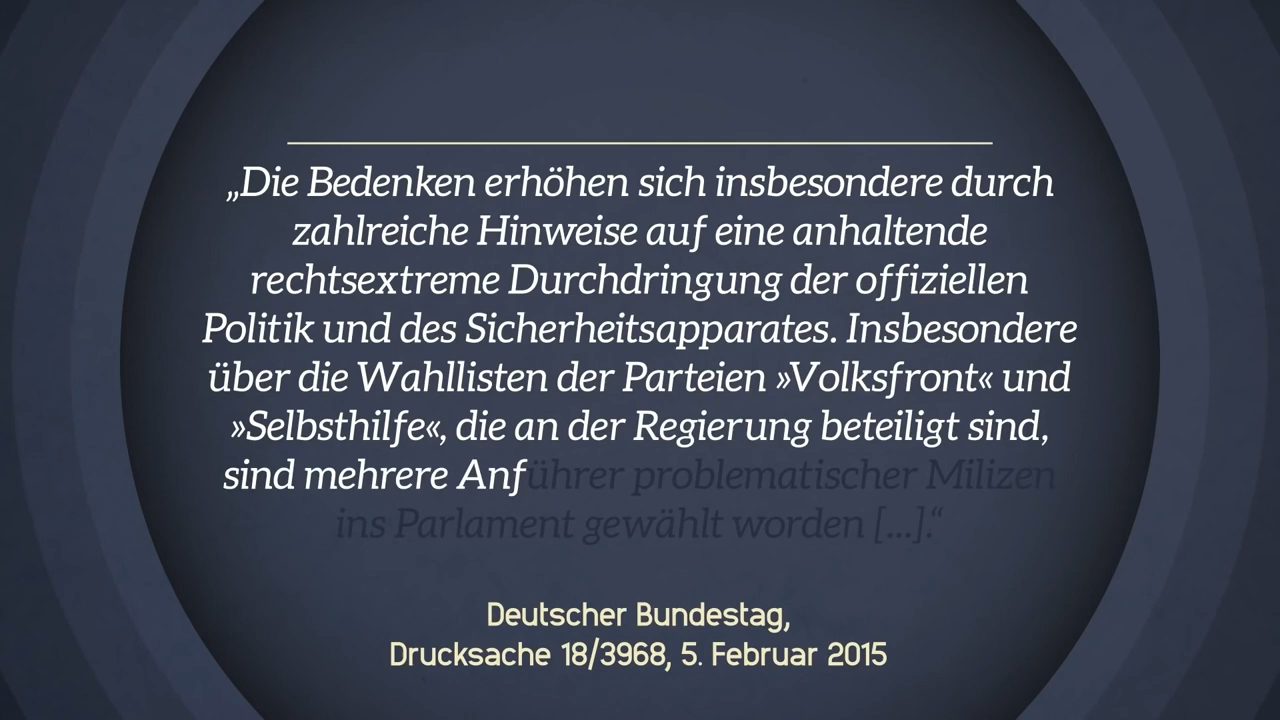 „Die Bedenken erhöhen sich insbesondere durch
zahlreiche Hinweise auf eine anhaltende
rechtsextreme Durchdringung der offiziellen
Politik und des Sicherheitsapparates. Insbesondere
über die Wahllisten der Parteien »Volksfront« und
»Selbsthilfe«, die an der Regierung beteiligt sind,
sind mehrere Anführer problematischer Milizen
ins Parlament gewählt worden [...].“
Deutscher Bundestag,
Drucksache 18/3968, 5. Februar 2015